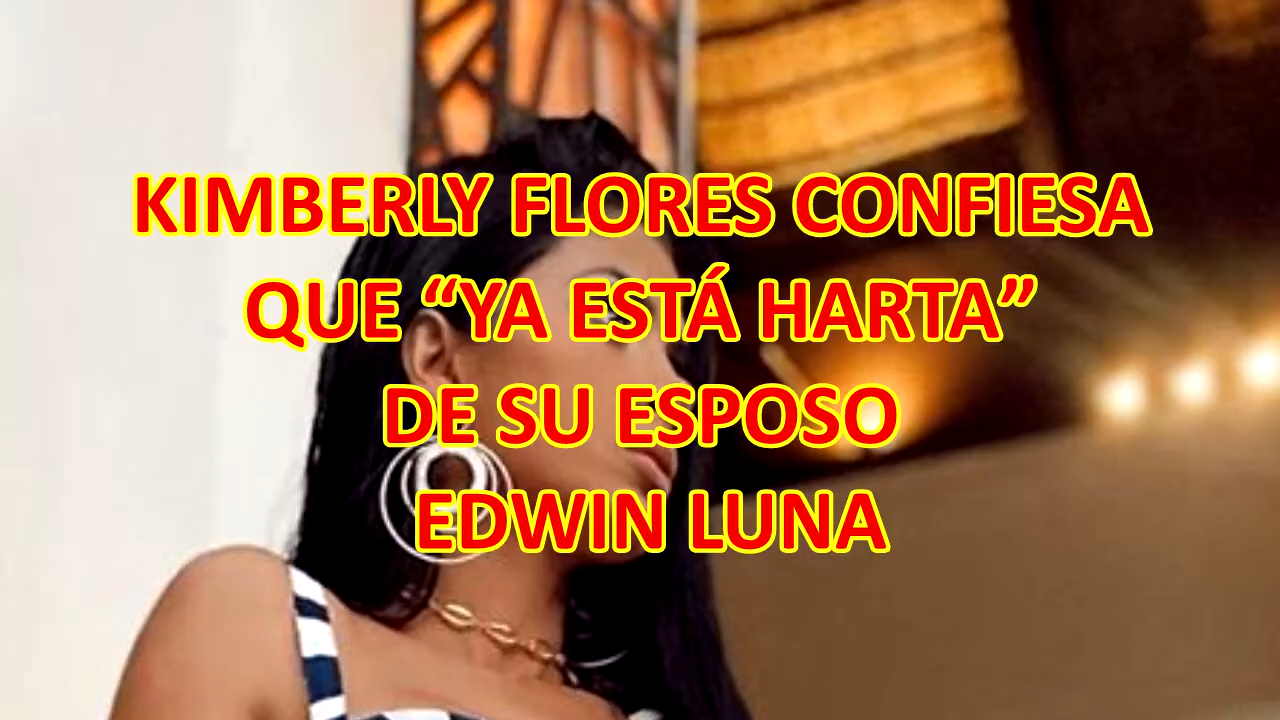 KIMBERLY FLORES CONFIESA
QUE “YA ESTÁ HARTA”
DE SU ESPOSO
EDWIN LUNA